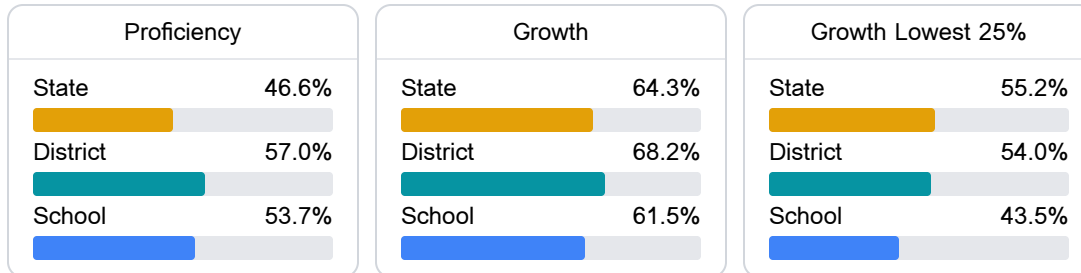 Proficiency
State 46.6%
District 57.0%
School 53.7%
Growth
State 64.3%
District 68.2%
School 61.5%
Growth Lowest 25%
State 55.2%
District 54.0%
School 43.5%